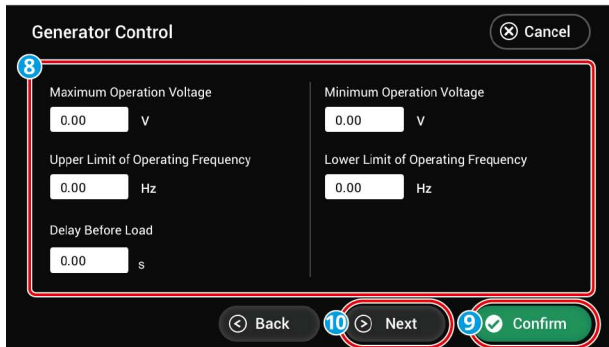 Generator Control
Cancel
8
Maximum Operation Voltage
0.00 V
Minimum Operation Voltage
0.00 V
Upper Limit of Operating Frequency
0.00 Hz
Lower Limit of Operating Frequency
0.00 Hz
Delay Before Load
0.00 s
Back
10 Next
9 Confirm